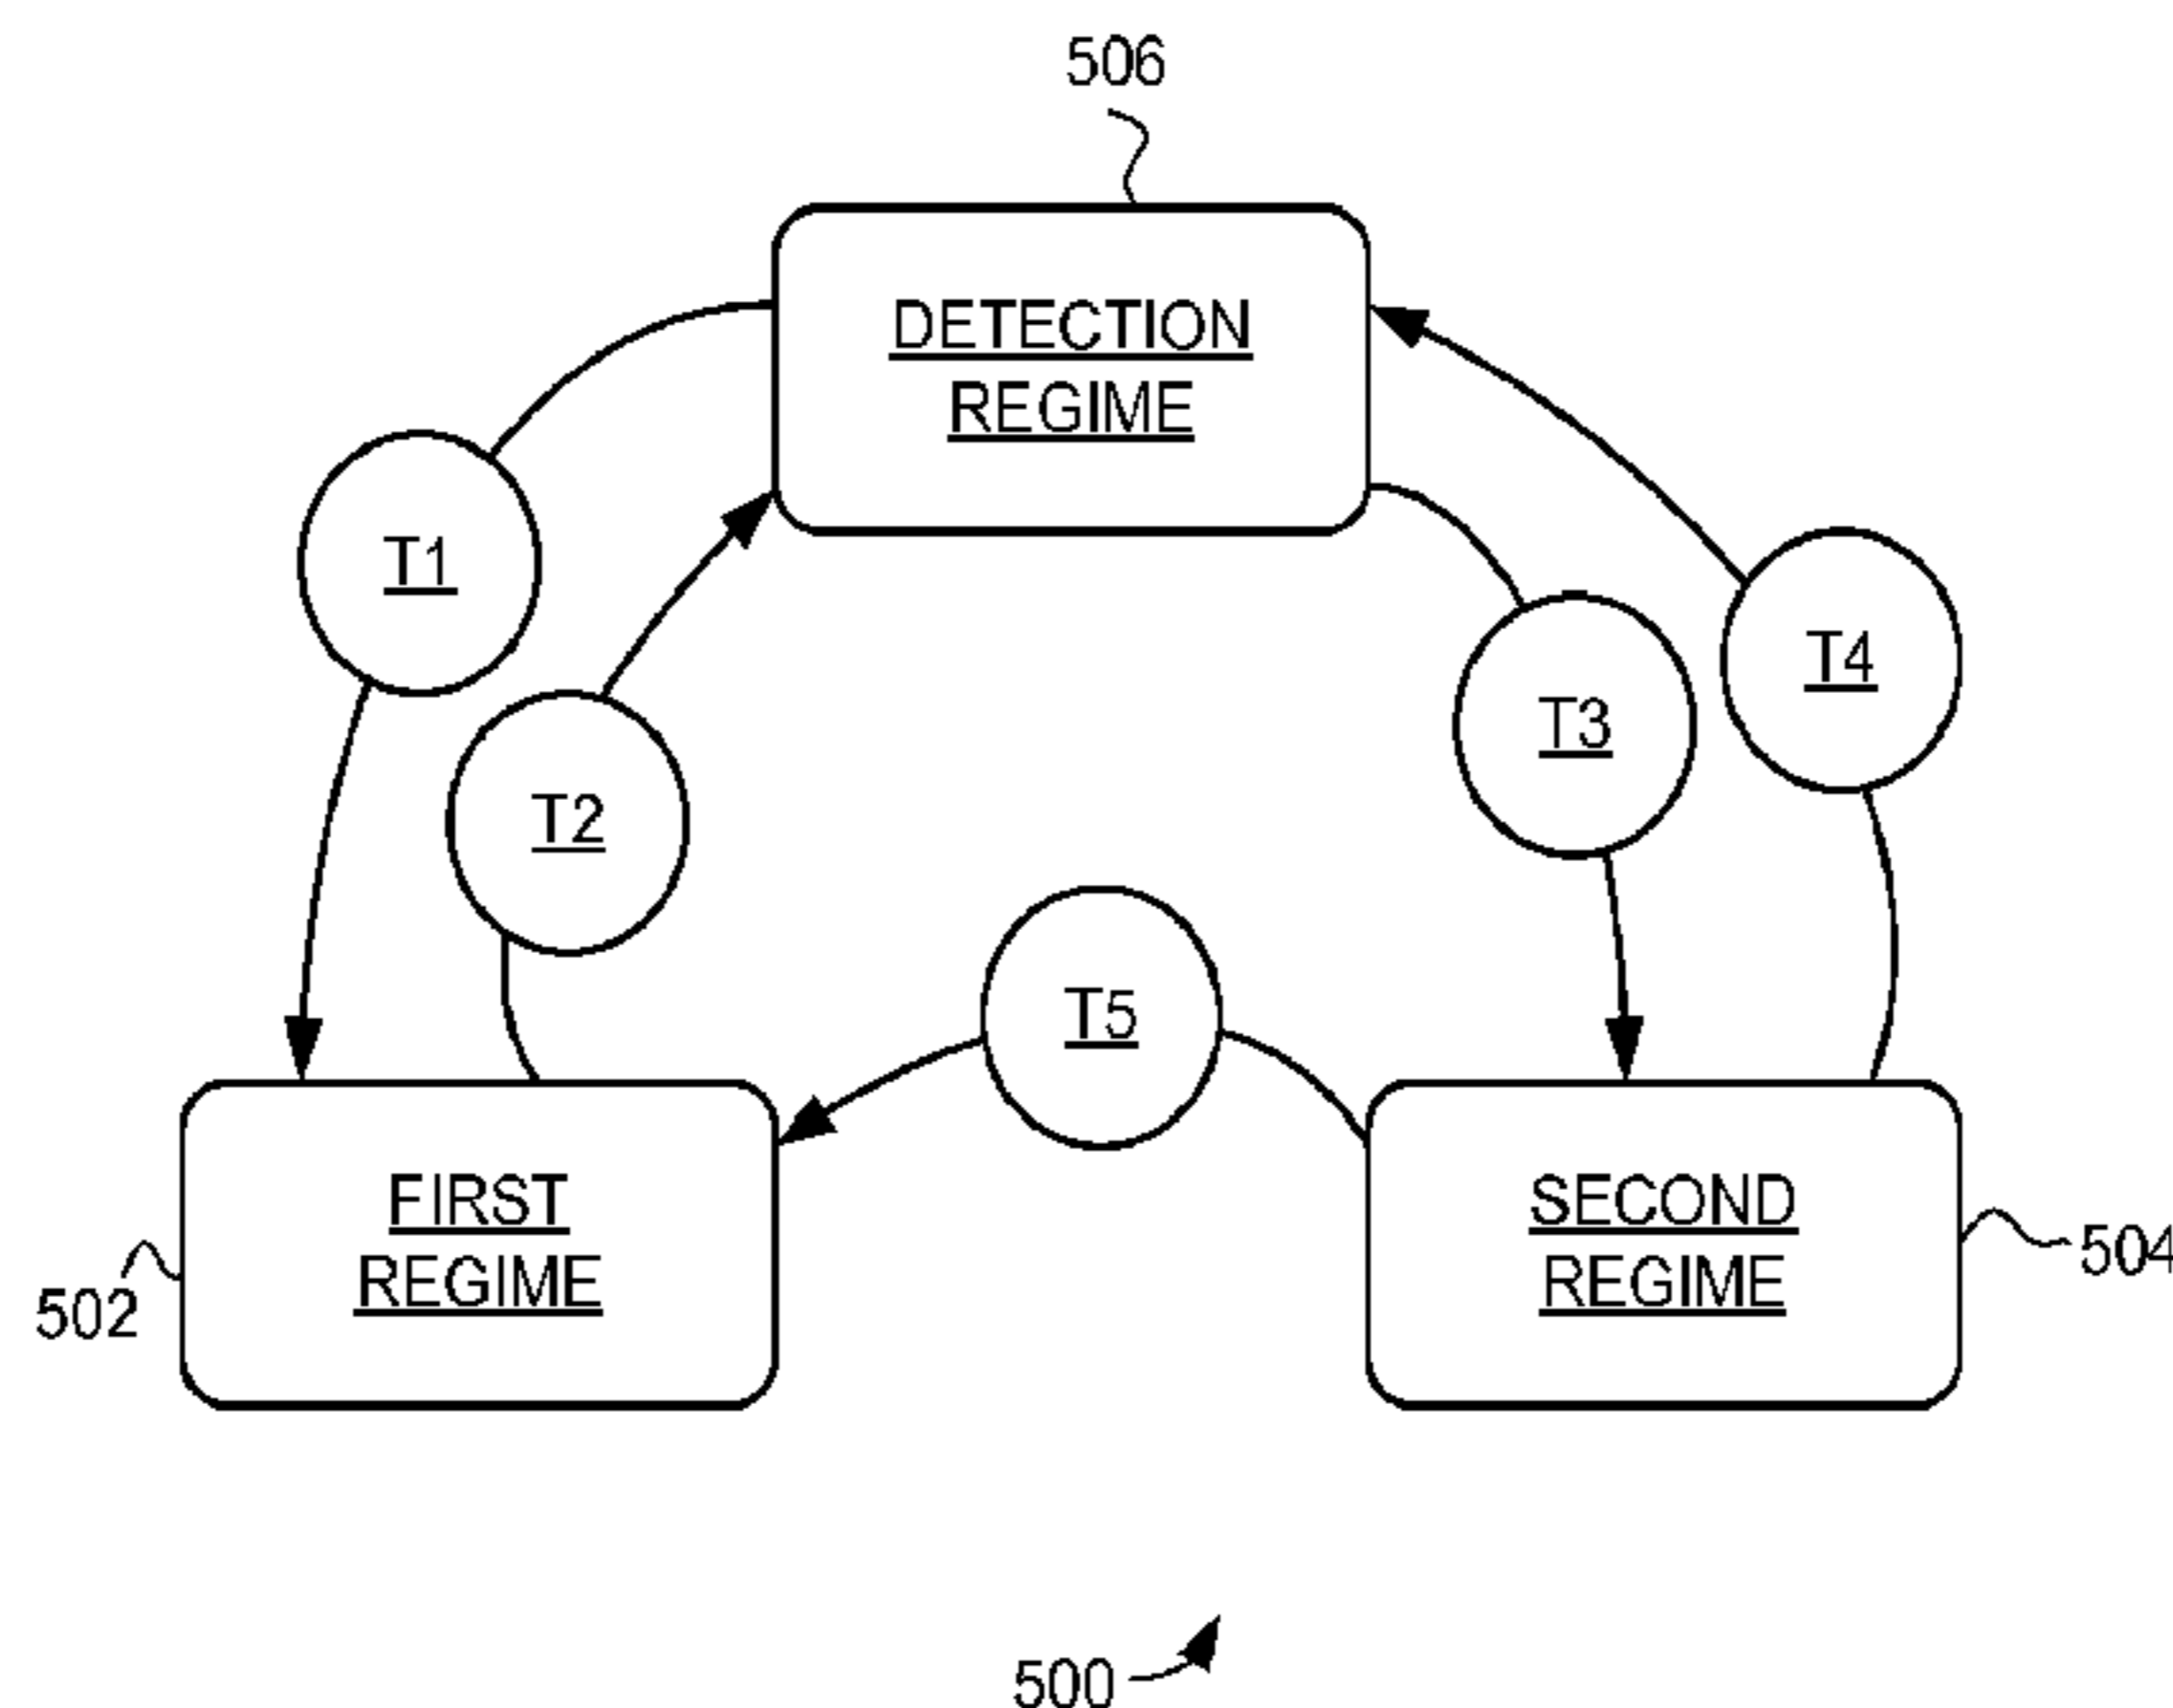 506
DETECTION
REGIME
T1
T4
T3
T2
T5
FIRST
REGIME
SECOND
REGIME
502
504
500